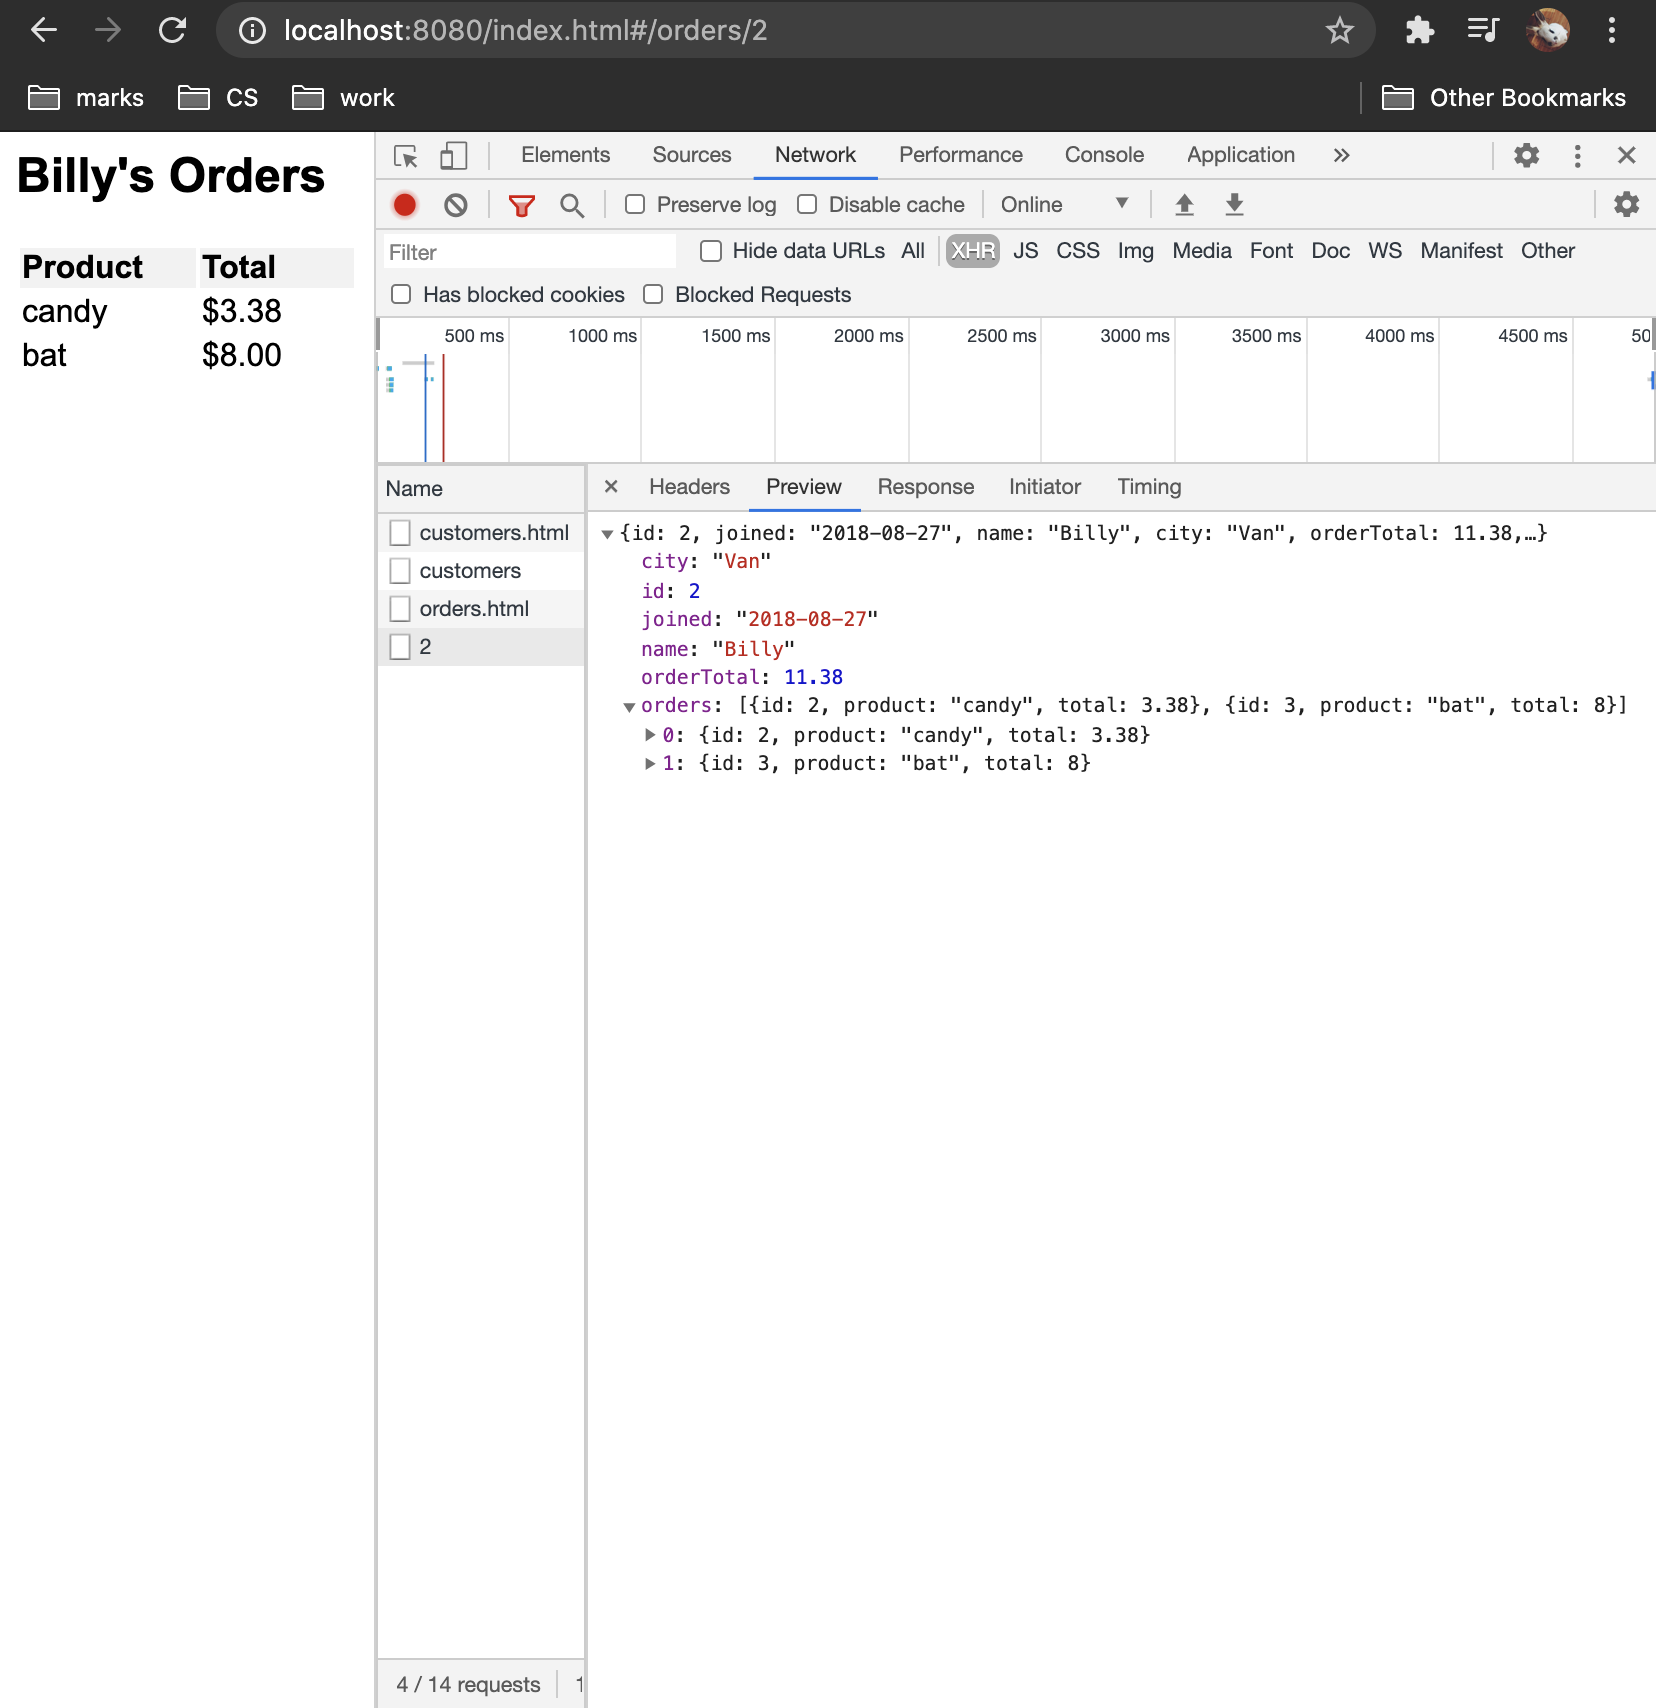 localhost:8080/index.html#/orders/2
marks CS work Other Bookmarks
Billy's Orders
Product Total
candy $3.38
bat $8.00
Elements Sources Network Performance Console Application
Preserve log Disable cache Online
Filter Hide data URLs All XHR JS CSS Img Media Font Doc WS Manifest Other
Has blocked cookies Blocked Requests
500 ms 1000 ms 1500 ms 2000 ms 2500 ms 3000 ms 3500 ms 4000 ms 4500 ms 50
Name
customers.html
customers
orders.html
2
4 / 14 requests 1
Headers Preview Response Initiator Timing
{id: 2, joined: "2018-08-27", name: "Billy", city: "Van", orderTotal: 11.38,…}
city: "Van"
id: 2
joined: "2018-08-27"
name: "Billy"
orderTotal: 11.38
orders: [{id: 2, product: "candy", total: 3.38}, {id: 3, product: "bat", total: 8}]
0: {id: 2, product: "candy", total: 3.38}
1: {id: 3, product: "bat", total: 8}